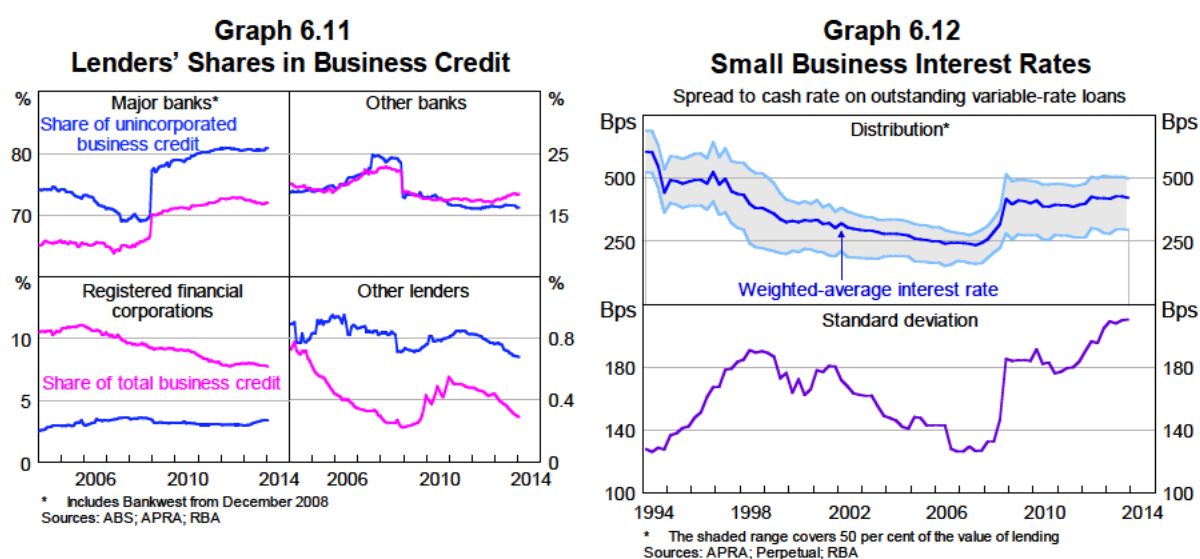 Graph 6.11
Lenders’ Shares in Business Credit
%
Major banks*
Other banks
%
Share of unincorporated
business credit
80
25
70
15
%
Registered financial
corporations
Other lenders
%
10
0.8
Share of total business credit
5
0.4
0
0
2006
2010
2006
2010
2014
* Includes Bankwest from December 2008
Sources: ABS; APRA; RBA
Graph 6.12
Small Business Interest Rates
Spread to cash rate on outstanding variable-rate loans
Bps
Distribution*
Bps
500
500
250
250
Weighted-average interest rate
Bps
Standard deviation
Bps
180
180
140
140
100
100
1994
1998
2002
2006
2010
2014
* The shaded range covers 50 per cent of the value of lending
Sources: APRA; Perpetual; RBA